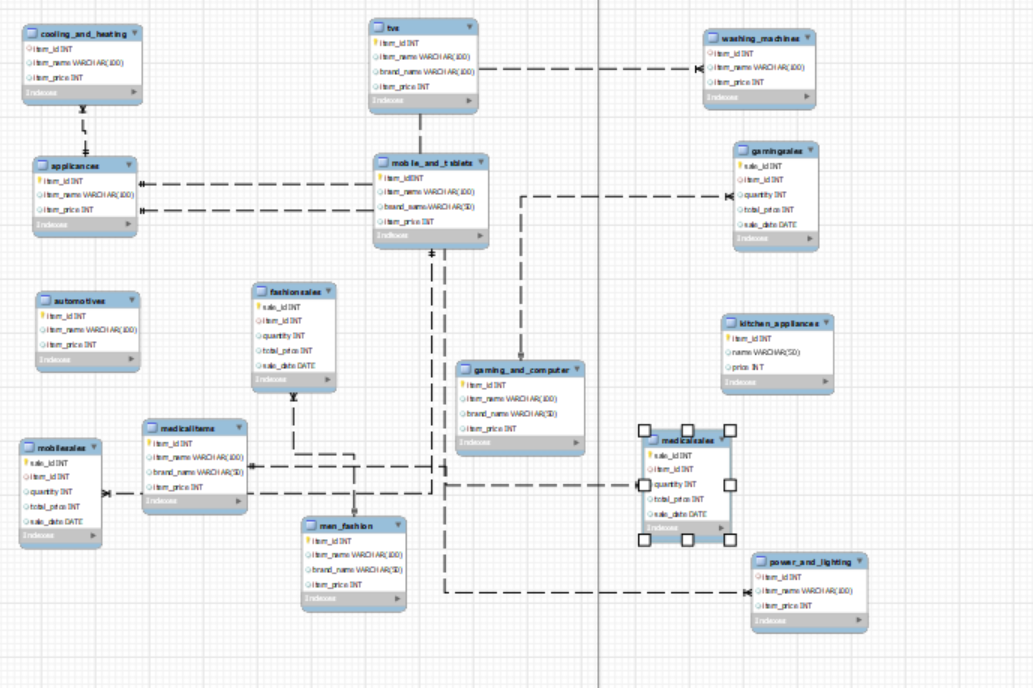 cooling_and_heating
item_id INT
item_name VARCHAR(100)
item_price INT
Indexes
tvs
item_id INT
item_name VARCHAR(100)
brand_name VARCHAR(100)
item_price INT
Indexes
washing_machines
item_id INT
item_name VARCHAR(100)
item_price INT
Indexes
appliances
item_id INT
item_name VARCHAR(100)
item_price INT
Indexes
mobile_and_tablets
item_id INT
item_name VARCHAR(100)
brand_name VARCHAR(50)
item_price INT
Indexes
gamingsales
sale_id INT
item_id INT
quantity INT
total_price INT
sale_date DATE
Indexes
automotives
item_id INT
item_name VARCHAR(100)
item_price INT
Indexes
fashionsales
sale_id INT
item_id INT
quantity INT
total_price INT
sale_date DATE
Indexes
gaming_and_computer
item_id INT
item_name VARCHAR(100)
brand_name VARCHAR(50)
item_price INT
Indexes
kitchen_appliances
item_id INT
name VARCHAR(50)
price INT
Indexes
mobilesales
sale_id INT
item_id INT
quantity INT
total_price INT
sale_date DATE
Indexes
medicalitems
item_id INT
item_name VARCHAR(100)
brand_name VARCHAR(50)
item_price INT
Indexes
men_fashion
item_id INT
item_name VARCHAR(100)
brand_name VARCHAR(50)
item_price INT
Indexes
medicalsales
sale_id INT
item_id INT
quantity INT
total_price INT
sale_date DATE
Indexes
power_and_lighting
item_id INT
item_name VARCHAR(100)
item_price INT
Indexes